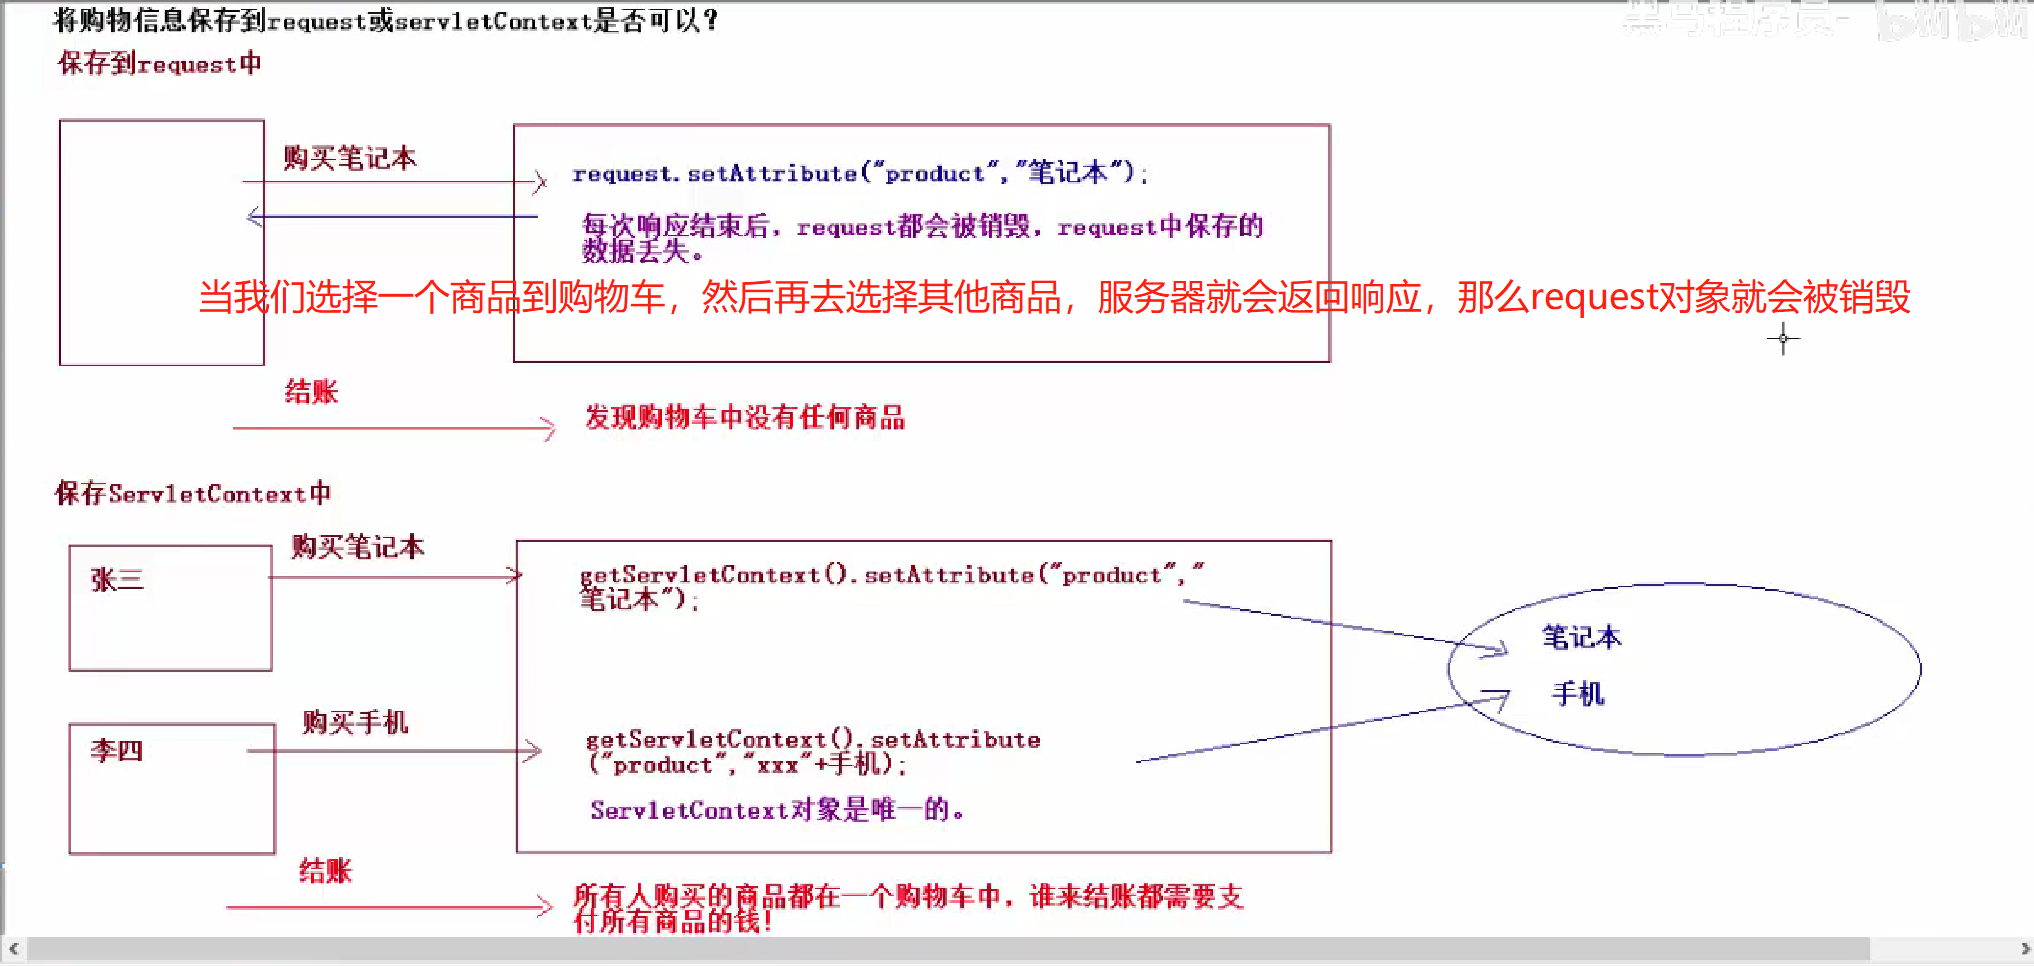 将购物信息保存到request或servletContext是否可以?
黑马程序员- bilibili
保存到request中
购买笔记本
request.setAttribute("product","笔记本");
每次响应结束后，request都会被销毁，request中保存的
数据丢失。
当我们选择一个商品到购物车，然后再去选择其他商品，服务器就会返回响应，那么request对象就会被销毁
结账
发现购物车中没有任何商品
保存ServletContext中
购买笔记本
张三
getServletContext().setAttribute("product","
笔记本");
笔记本
手机
购买手机
李四
getServletContext().setAttribute
("product","xxx"+手机);
ServletContext对象是唯一的。
结账
所有人购买的商品都在一个购物车中，谁来结账都需要支
付所有商品的钱!